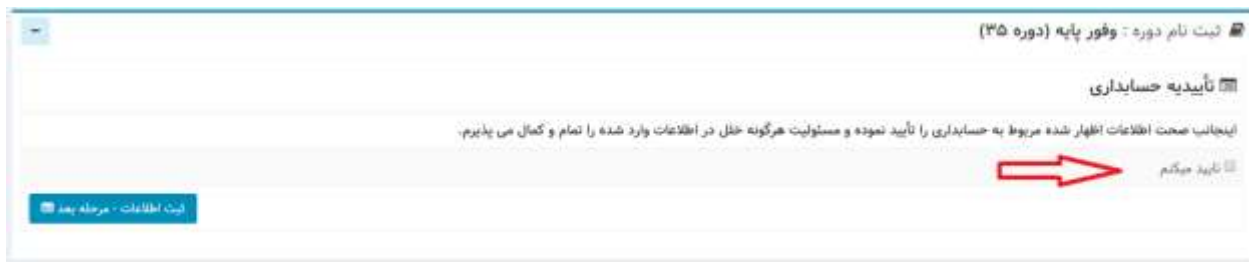 ثبت نام دوره : وفور پایه (دوره ۳۵)
تأییدیه حسابداری
اینجانب صحت اطلاعات اظهار شده مربوط به حسابداری را تأیید نموده و مسئولیت هرگونه خلل در اطلاعات وارد شده را تمام و کمال می پذیرم.
تایید میکنم
ثبت اطلاعات - مرحله بعد